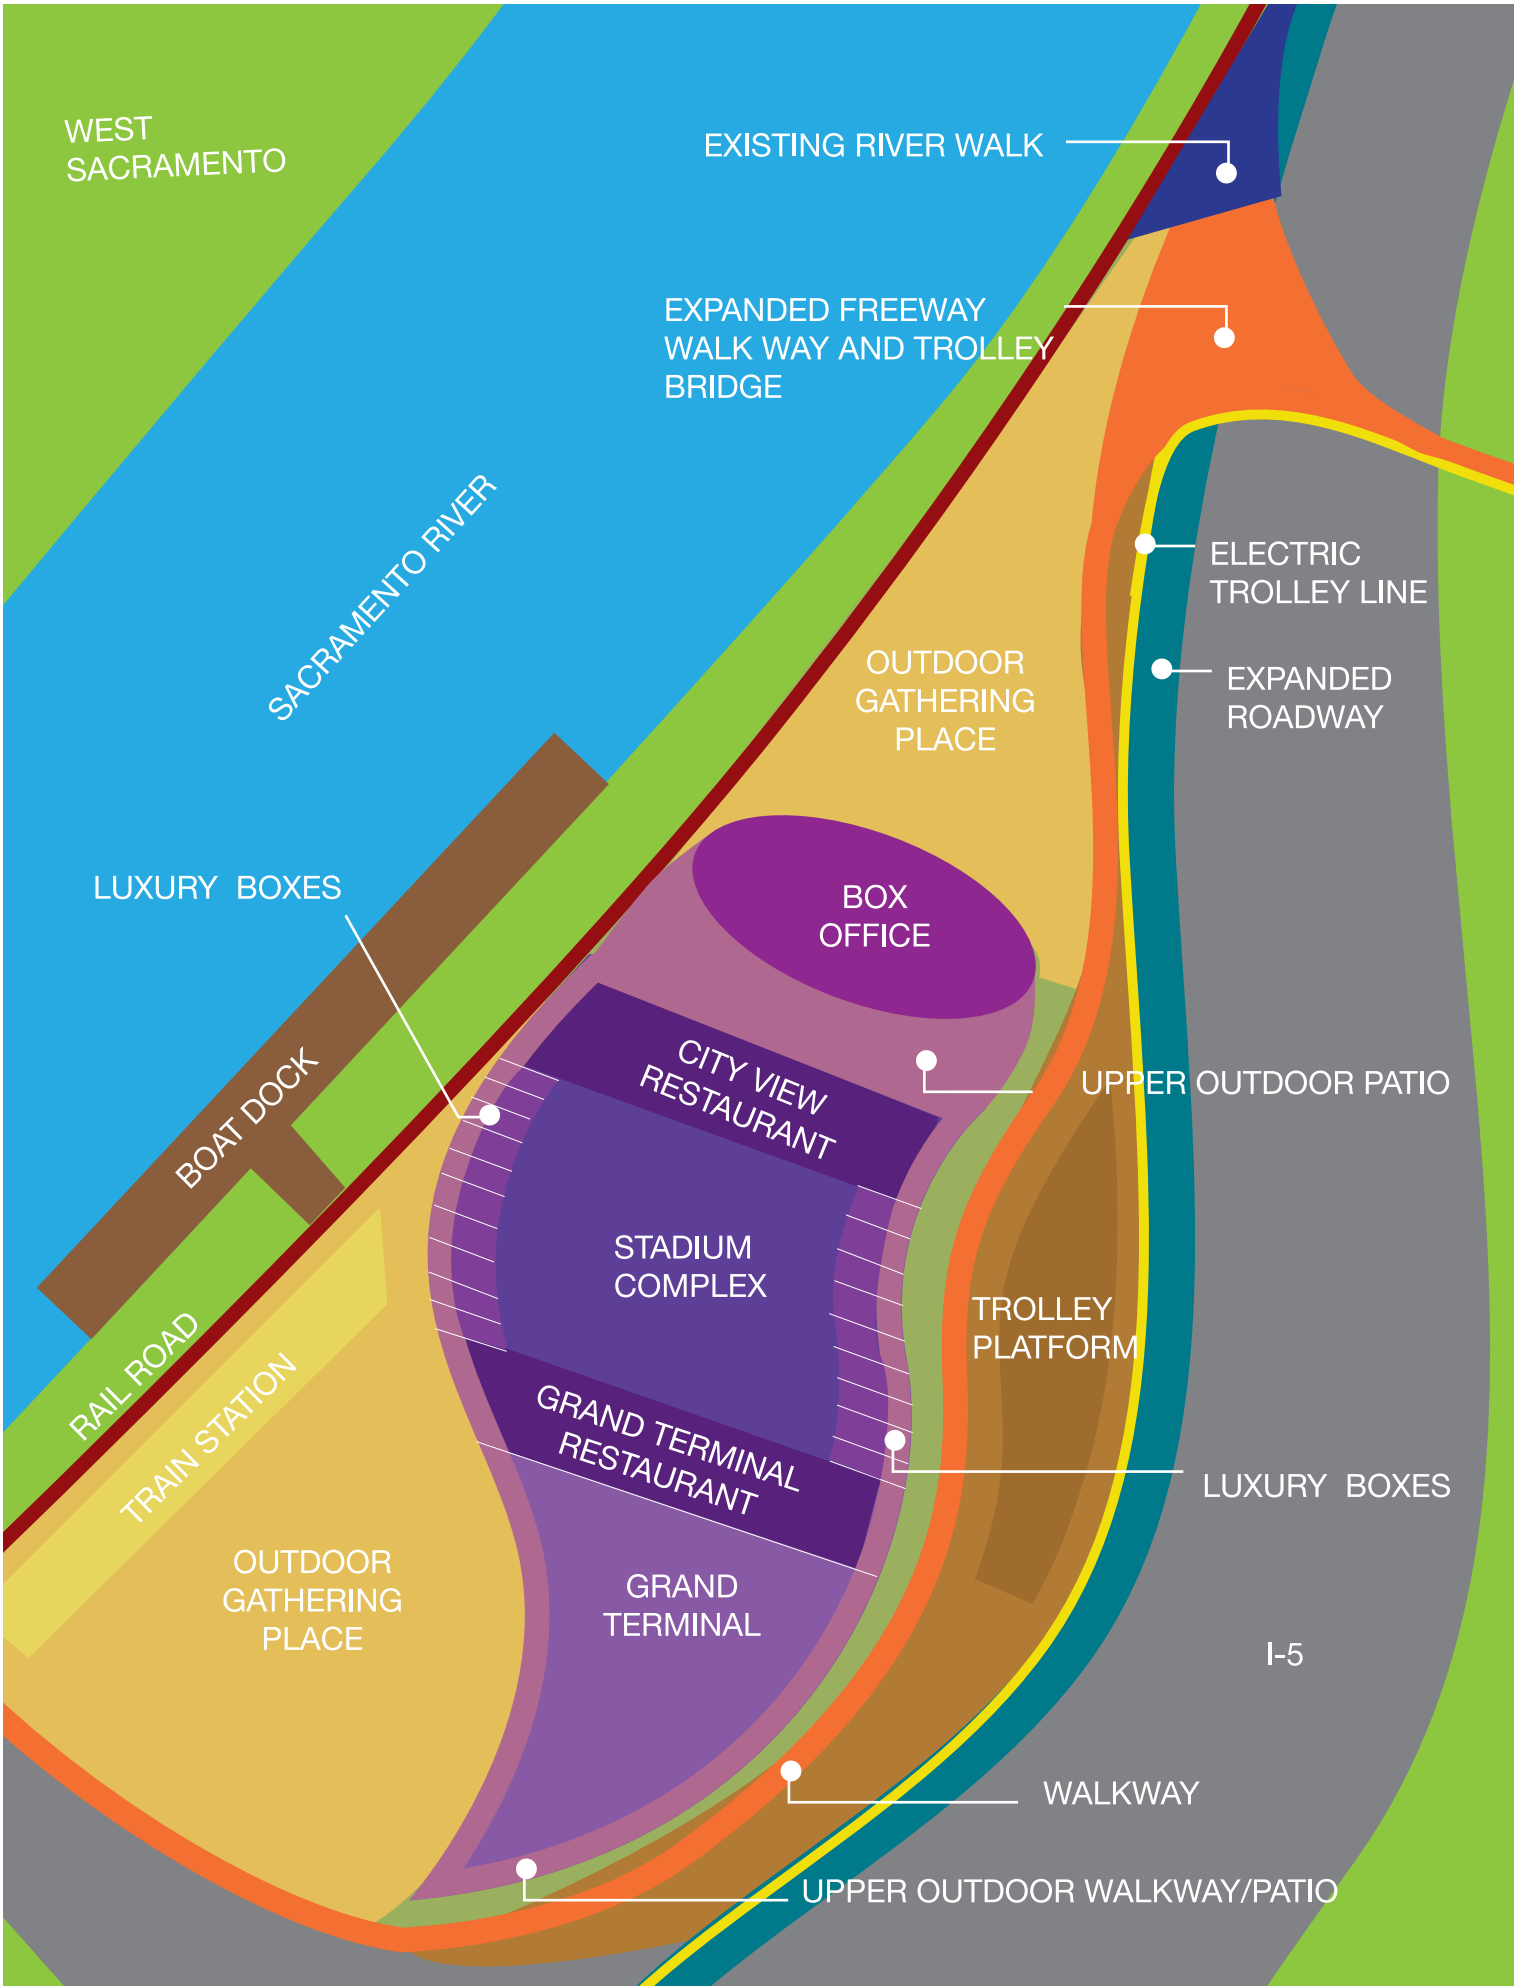 WEST
SACRAMENTO
EXISTING RIVER WALK
EXPANDED FREEWAY
WALK WAY AND TROLLEY
BRIDGE
SACRAMENTO RIVER
ELECTRIC
TROLLEY LINE
OUTDOOR
GATHERING
PLACE
EXPANDED
ROADWAY
LUXURY BOXES
BOX
OFFICE
CITY VIEW
RESTAURANT
UPPER OUTDOOR PATIO
BOAT DOCK
STADIUM
COMPLEX
TROLLEY
PLATFORM
RAIL ROAD
TRAIN STATION
GRAND TERMINAL
RESTAURANT
LUXURY BOXES
OUTDOOR
GATHERING
PLACE
GRAND
TERMINAL
I-5
WALKWAY
UPPER OUTDOOR WALKWAY/PATIO